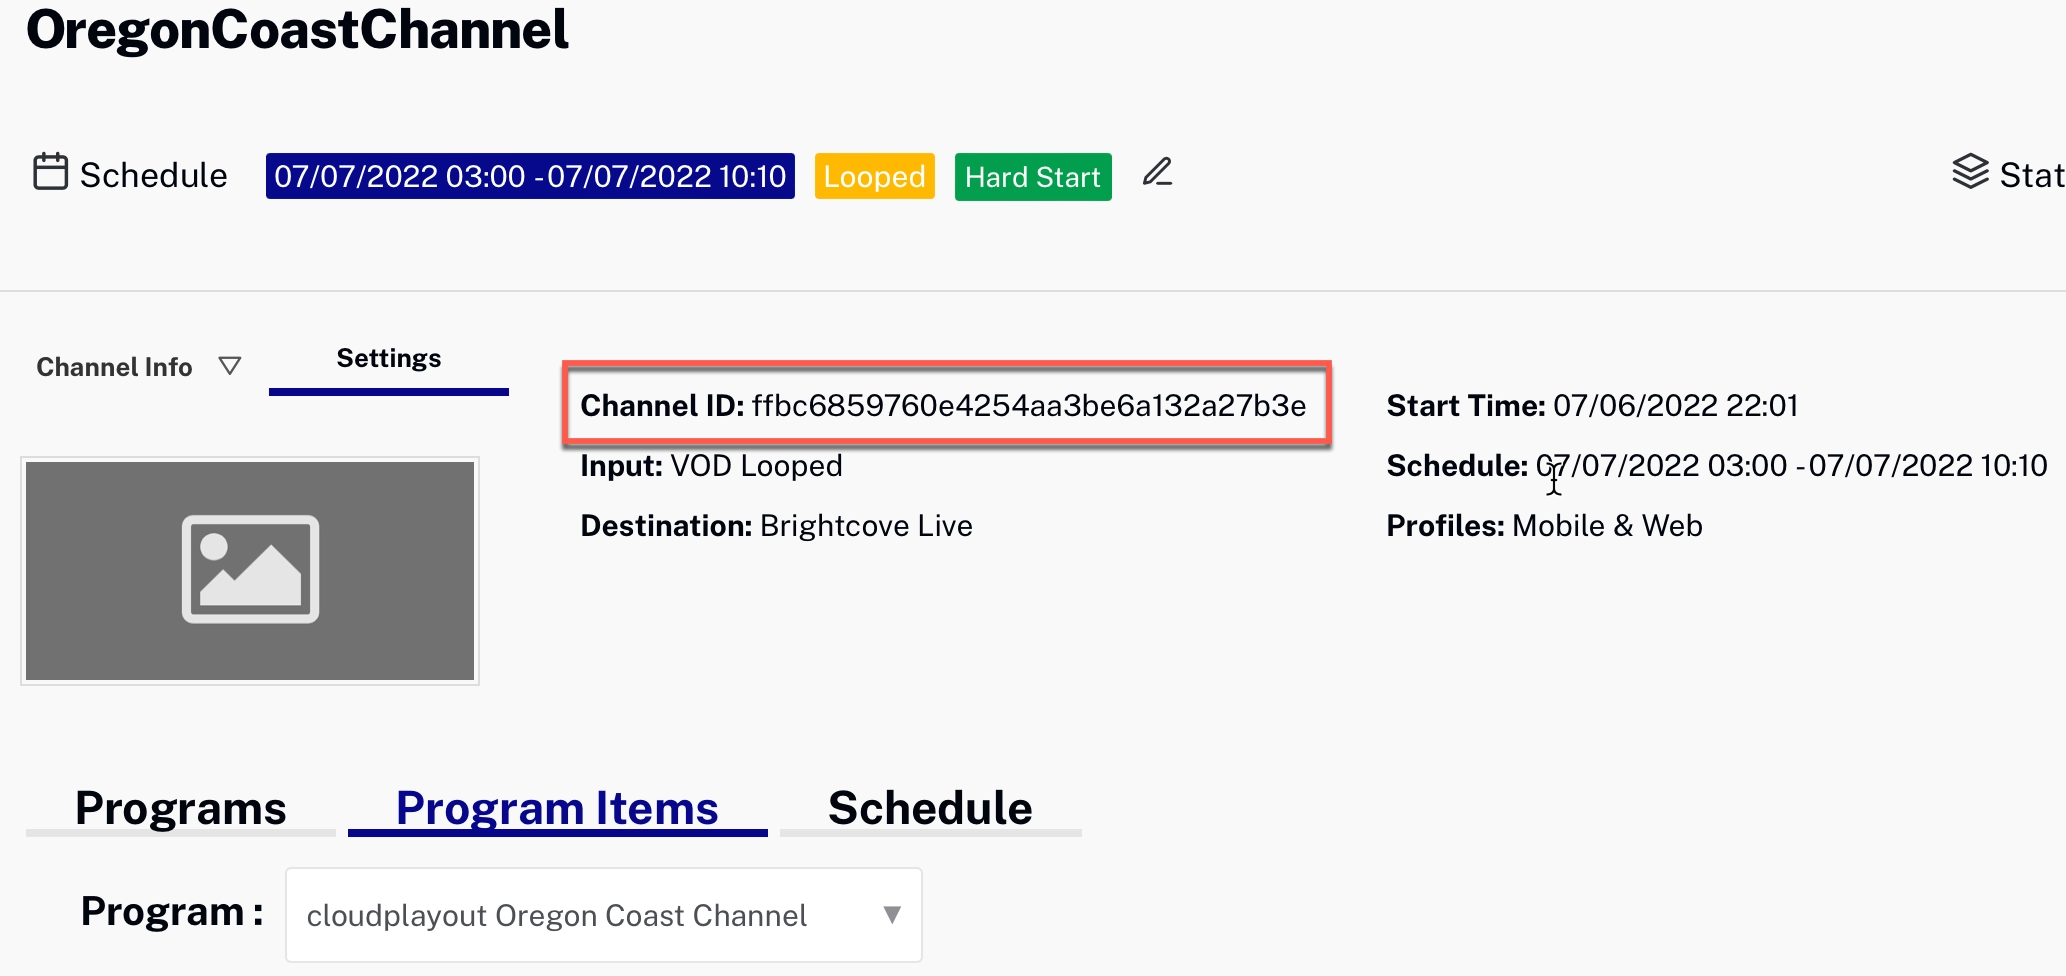 OregonCoastChannel
Schedule 07/07/2022 03:00 - 07/07/2022 10:10 Looped Hard Start Stat
Channel Info Settings
Channel ID: ffbc6859760e4254aa3be6a132a27b3e
Start Time: 07/06/2022 22:01
Input: VOD Looped
Schedule: 07/07/2022 03:00 - 07/07/2022 10:10
Destination: Brightcove Live
Profiles: Mobile & Web
Programs Program Items Schedule
Program : cloudplayout Oregon Coast Channel